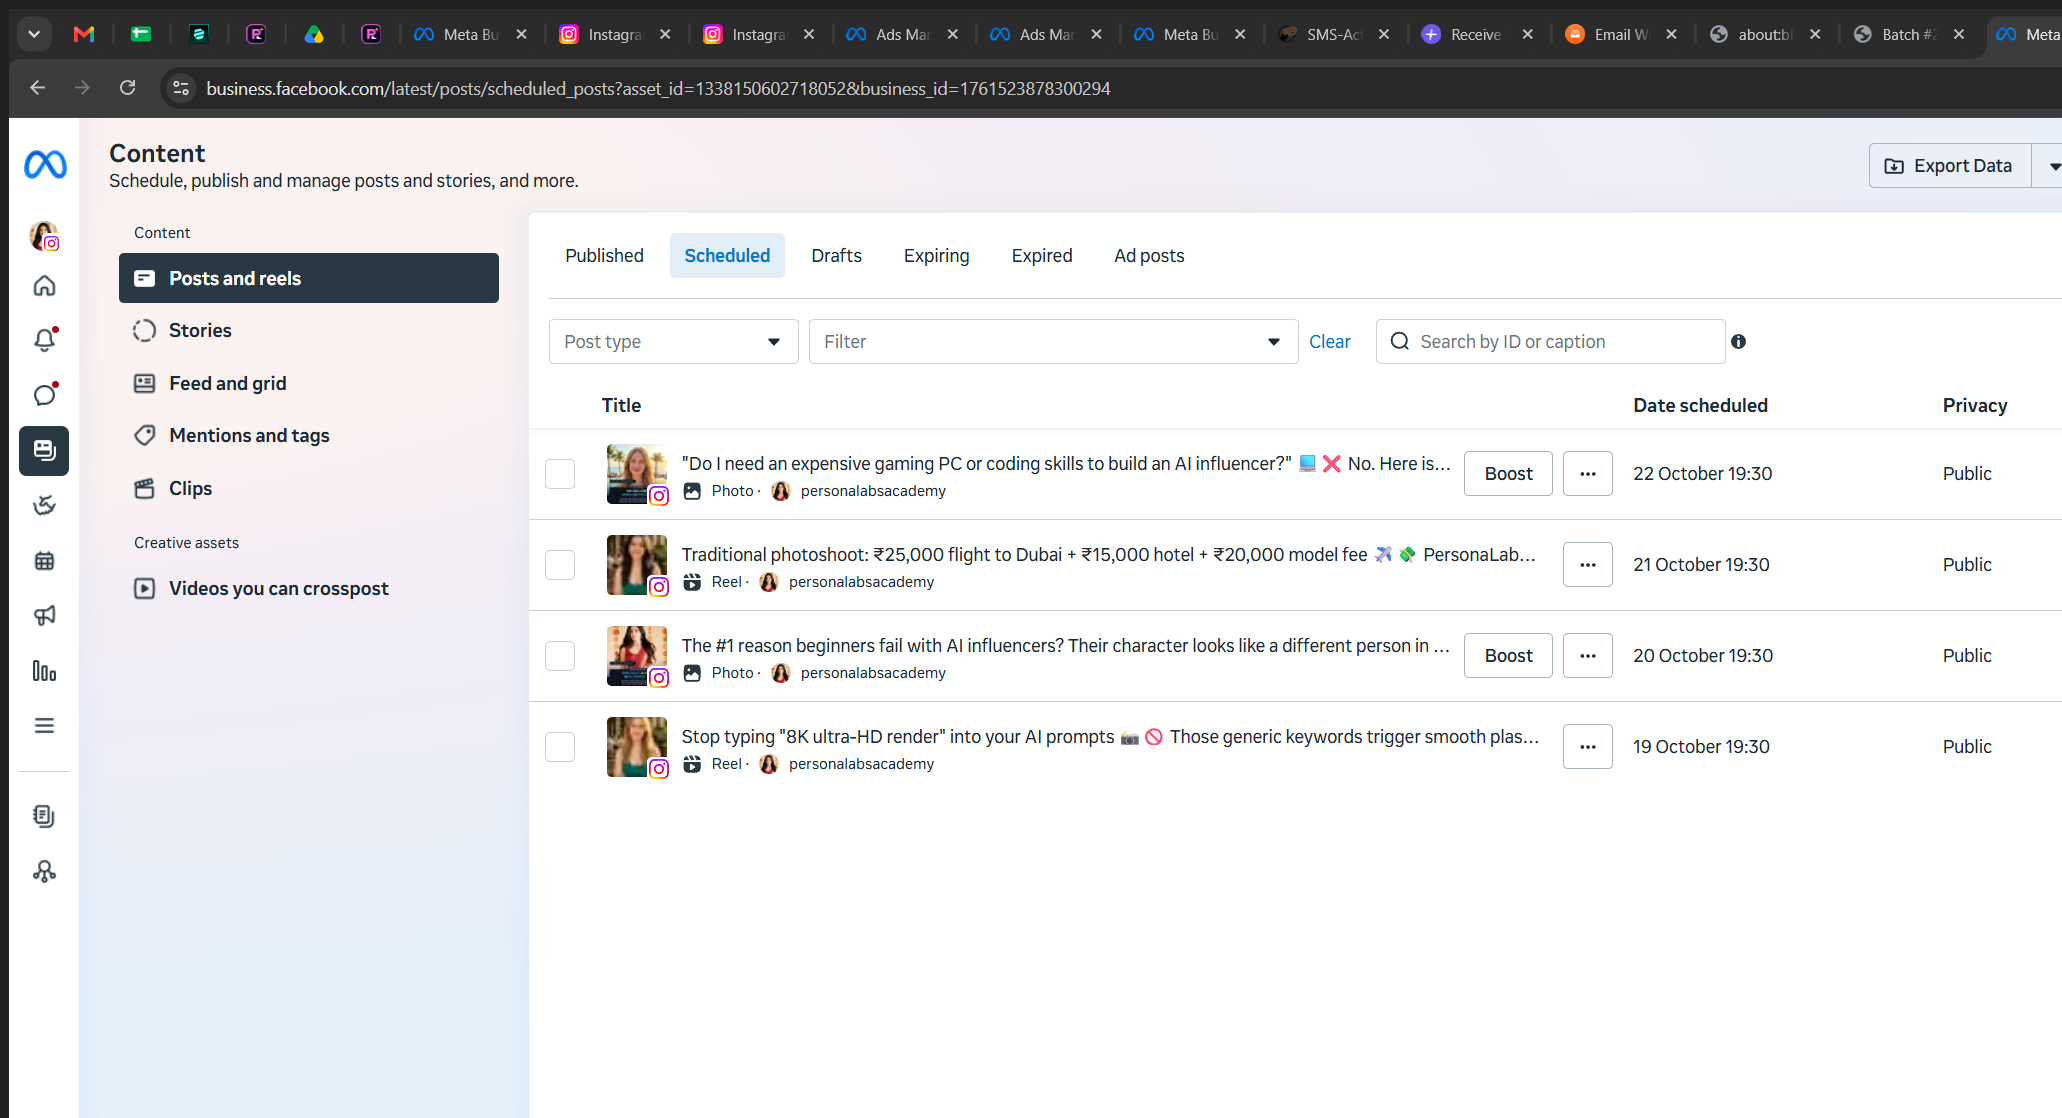 Meta Bu
Instagra
Instagra
Ads Mar
Ads Mar
Meta Bu
SMS-Act
Receive
Email W
about:bl
Batch #2
Meta
business.facebook.com/latest/posts/scheduled_posts?asset_id=1338150602718052&business_id=1761523878300294
Content
Schedule, publish and manage posts and stories, and more.
Export Data
Content
Posts and reels
Stories
Feed and grid
Mentions and tags
Clips
Creative assets
Videos you can crosspost
Published Scheduled Drafts Expiring Expired Ad posts
Post type Filter Clear Search by ID or caption
Title Date scheduled Privacy
"Do I need an expensive gaming PC or coding skills to build an AI influencer?" 💻 ❌ No. Here is... Boost ... 22 October 19:30 Public
Photo · personalabsacademy
Traditional photoshoot: ₹25,000 flight to Dubai + ₹15,000 hotel + ₹20,000 model fee ✈️ 💸 PersonaLab... ... 21 October 19:30 Public
Reel · personalabsacademy
The #1 reason beginners fail with AI influencers? Their character looks like a different person in ... Boost ... 20 October 19:30 Public
Photo · personalabsacademy
Stop typing "8K ultra-HD render" into your AI prompts 📸 🚫 Those generic keywords trigger smooth plas... ... 19 October 19:30 Public
Reel · personalabsacademy